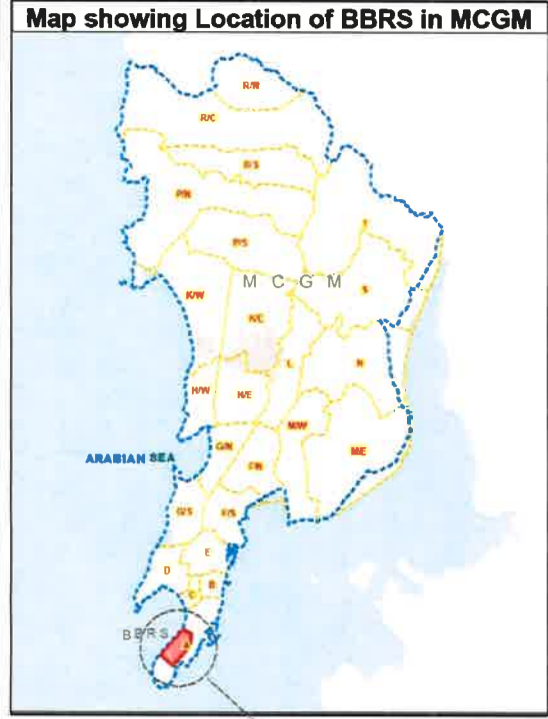 Map showing Location of BBRS in MCGM
R/N
R/C
R/S
P/N
T
P/S
M C G M
S
K/W
K/E
L
N
H/W
H/E
M/W
G/N
M/E
ARABIAN SEA
F/N
G/S
F/S
E
D
B
C
BBRS
A